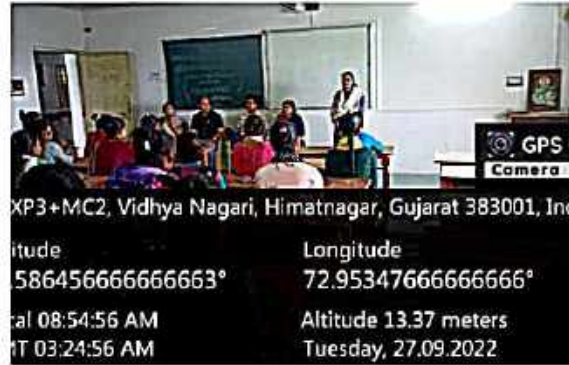 GPS
Camera
XP3+MC2, Vidhya Nagari, Himatnagar, Gujarat 383001, Inc
itude
Longitude
.586456666666663°
72.95347666666666°
cal 08:54:56 AM
Altitude 13.37 meters
MT 03:24:56 AM
Tuesday, 27.09.2022